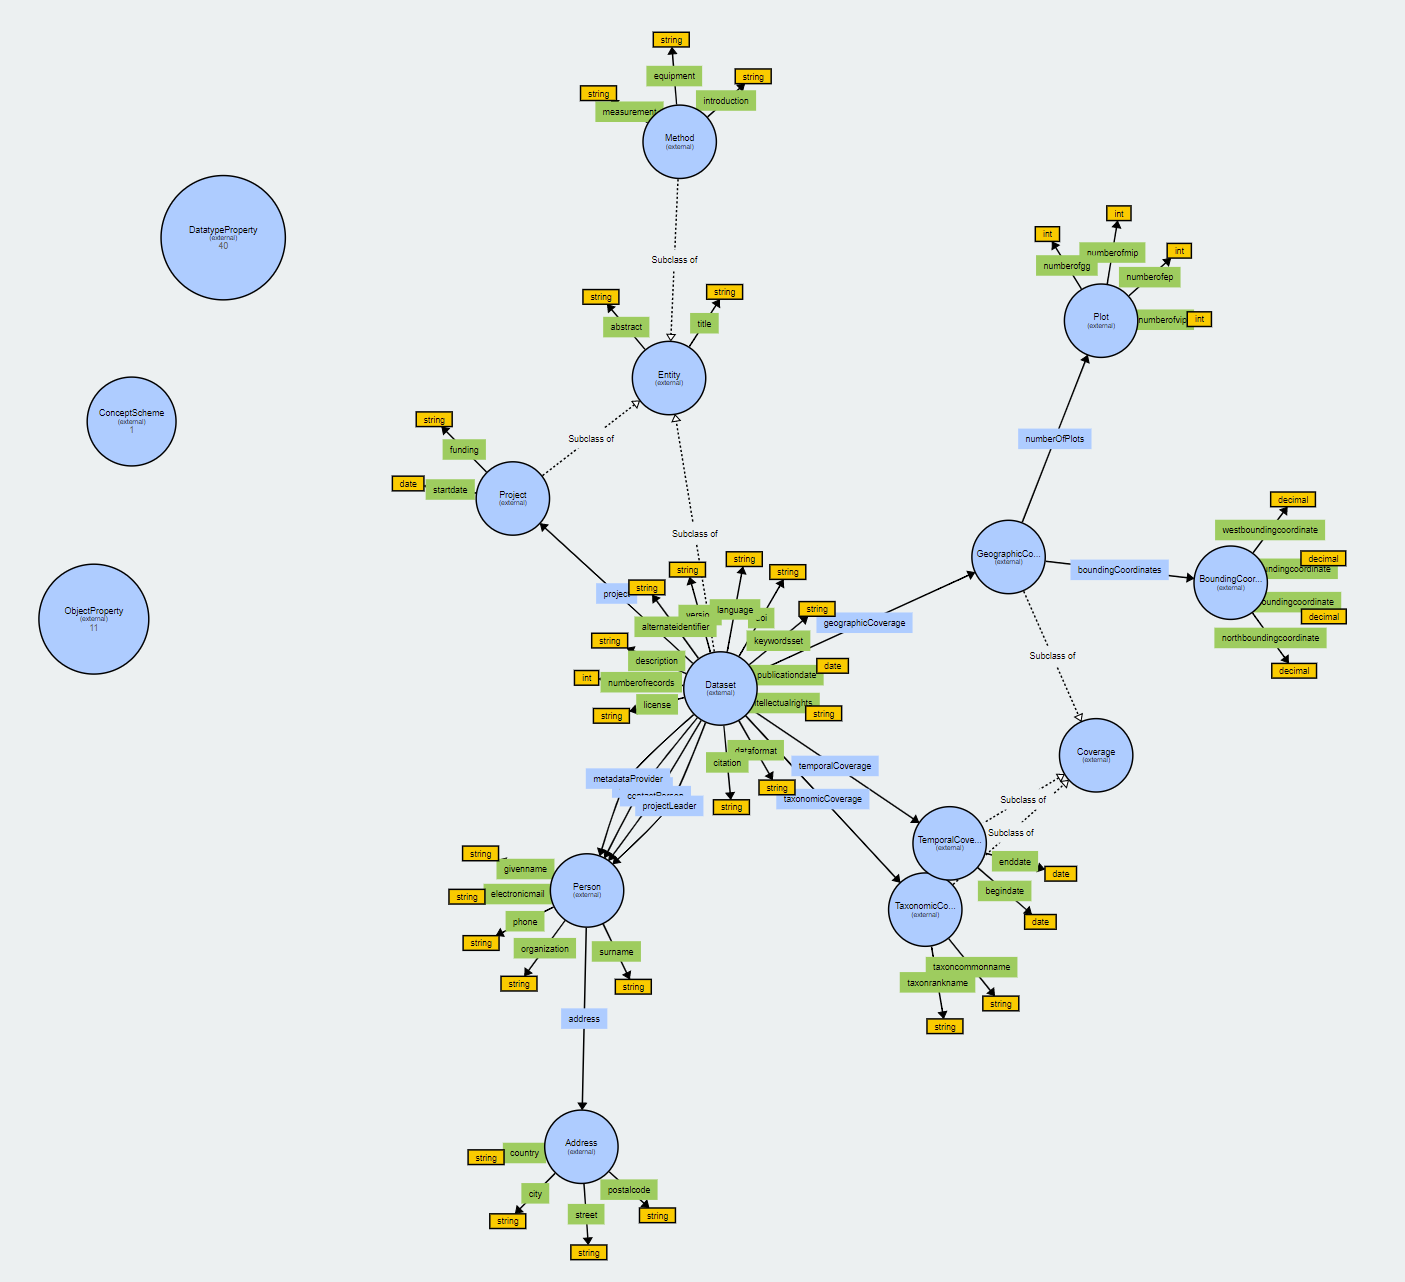 string
equipment
string
introduction
string
measurement
Method
(external)
DatatypeProperty
(external)
40
Subclass of
int
int
numberofmip
int
numberofgg
numberofep
Plot
(external)
numberofvip
int
string
string
abstract
title
Entity
(external)
ConceptScheme
(external)
1
string
Subclass of
funding
numberOfPlots
date
startdate
Project
(external)
decimal
westboundingcoordinate
Subclass of
GeographicCo...
(external)
boundingCoordinates
decimal
ndingcoordinate
BoundingCoor...
(external)
oundingcoordinate
decimal
northboundingcoordinate
decimal
string
string
string
string
project
ObjectProperty
(external)
11
language
string
alternateidentifier
geographicCoverage
string
keywordsset
Subclass of
description
date
publicationdate
int
numberofrecords
Dataset
(external)
license
tellectualrights
string
string
Coverage
(external)
dataformat
citation
temporalCoverage
metadataProvider
string
taxonomicCoverage
projectLeader
string
Subclass of
Subclass of
TemporalCove...
(external)
string
givenname
enddate
date
Person
(external)
string
electronicmail
begindate
TaxonomicCo...
(external)
phone
date
string
organization
surname
taxoncommonname
string
string
taxonrankname
string
address
string
Address
(external)
string
country
city
postalcode
string
street
string
string